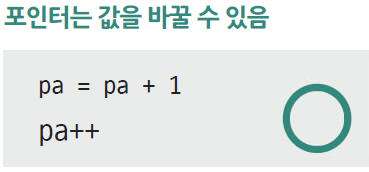 포인터는 값을 바꿀 수 있음
pa = pa + 1
pa++